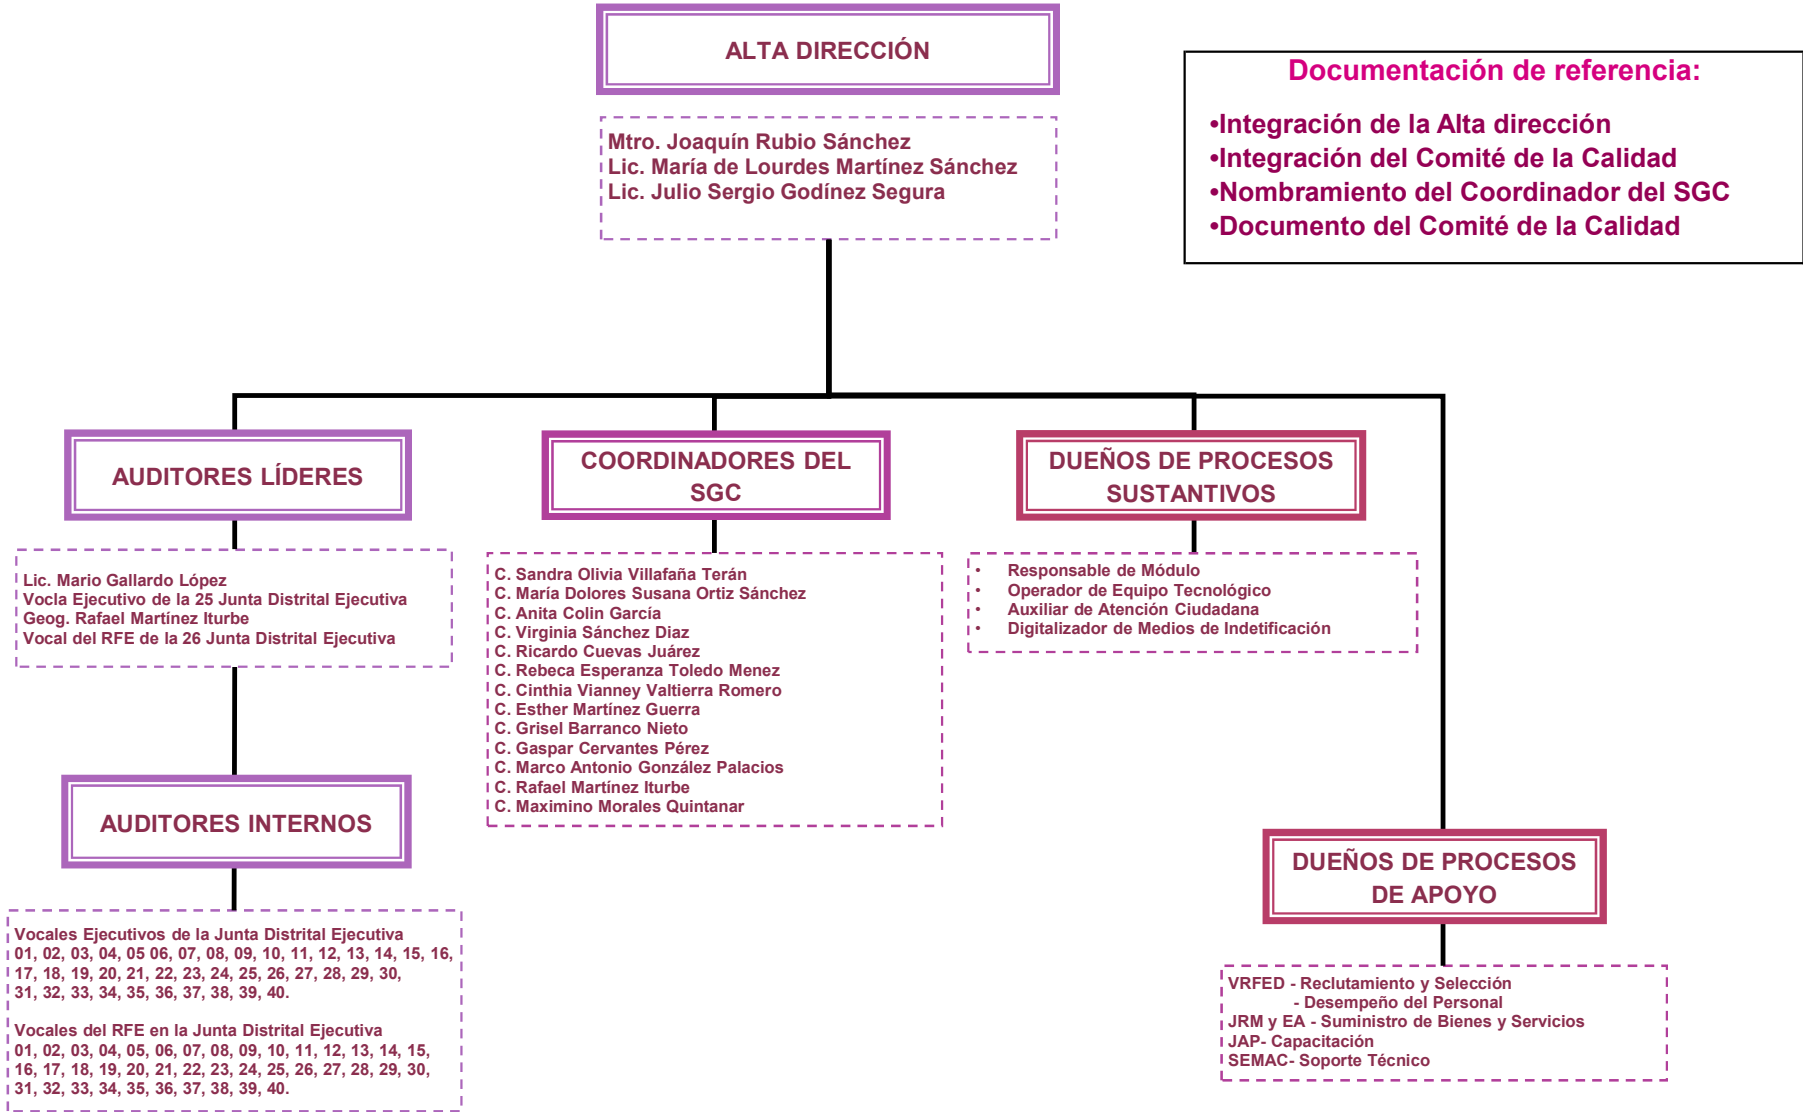 ALTA DIRECCIÓN
Mtro. Joaquín Rubio Sánchez
Lic. María de Lourdes Martínez Sánchez
Lic. Julio Sergio Godínez Segura
Documentación de referencia:
•Integración de la Alta dirección
•Integración del Comité de la Calidad
•Nombramiento del Coordinador del SGC
•Documento del Comité de la Calidad
AUDITORES LÍDERES
Lic. Mario Gallardo López
Vocla Ejecutivo de la 25 Junta Distrital Ejecutiva
Geog. Rafael Martínez Iturbe
Vocal del RFE de la 26 Junta Distrital Ejecutiva
AUDITORES INTERNOS
Vocales Ejecutivos de la Junta Distrital Ejecutiva
01, 02, 03, 04, 05 06, 07, 08, 09, 10, 11, 12, 13, 14, 15, 16,
17, 18, 19, 20, 21, 22, 23, 24, 25, 26, 27, 28, 29, 30,
31, 32, 33, 34, 35, 36, 37, 38, 39, 40.
Vocales del RFE en la Junta Distrital Ejecutiva
01, 02, 03, 04, 05, 06, 07, 08, 09, 10, 11, 12, 13, 14, 15,
16, 17, 18, 19, 20, 21, 22, 23, 24, 25, 26, 27, 28, 29, 30,
31, 32, 33, 34, 35, 36, 37, 38, 39, 40.
COORDINADORES DEL
SGC
C. Sandra Olivia Villafaña Terán
C. María Dolores Susana Ortiz Sánchez
C. Anita Colin García
C. Virginia Sánchez Diaz
C. Ricardo Cuevas Juárez
C. Rebeca Esperanza Toledo Menez
C. Cinthia Vianney Valtierra Romero
C. Esther Martínez Guerra
C. Grisel Barranco Nieto
C. Gaspar Cervantes Pérez
C. Marco Antonio González Palacios
C. Rafael Martínez Iturbe
C. Maximino Morales Quintanar
DUEÑOS DE PROCESOS
SUSTANTIVOS
• Responsable de Módulo
• Operador de Equipo Tecnológico
• Auxiliar de Atención Ciudadana
• Digitalizador de Medios de Indetificación
DUEÑOS DE PROCESOS
DE APOYO
VRFED - Reclutamiento y Selección
- Desempeño del Personal
JRM y EA - Suministro de Bienes y Servicios
JAP- Capacitación
SEMAC- Soporte Técnico